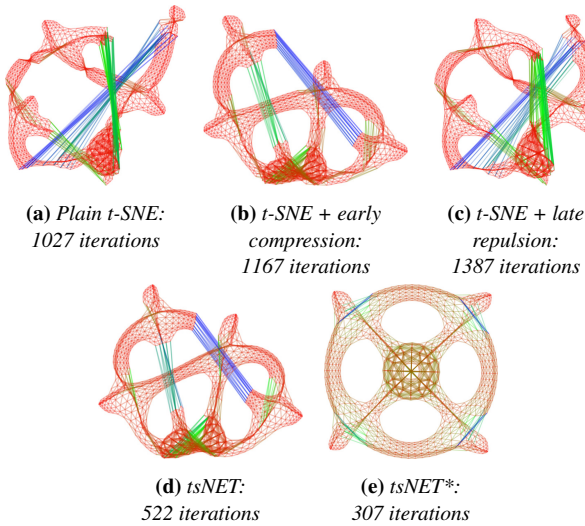 (a) Plain t-SNE:
1027 iterations
(b) t-SNE + early
compression:
1167 iterations
(c) t-SNE + late
repulsion:
1387 iterations
(d) tsNET:
522 iterations
(e) tsNET*:
307 iterations